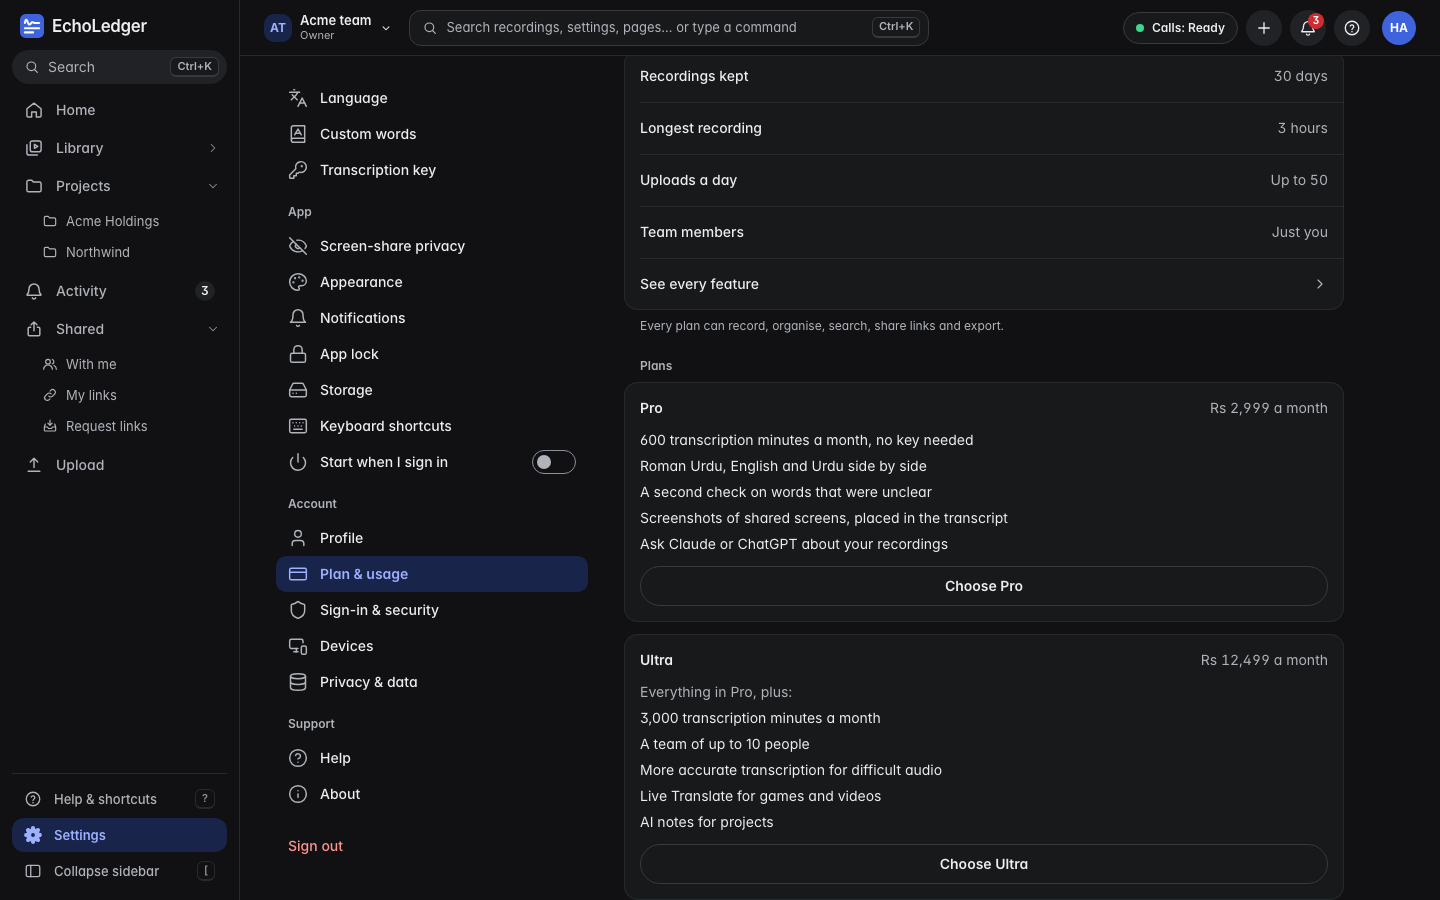 EchoLedger
Search Ctrl+K
Home
Library
Projects
Acme Holdings
Northwind
Activity 3
Shared
With me
My links
Request links
Upload
Help & shortcuts ?
Settings
Collapse sidebar [
AT Acme team
Owner
Search recordings, settings, pages... or type a command Ctrl+K
Calls: Ready
3
HA
Language
Custom words
Transcription key
App
Screen-share privacy
Appearance
Notifications
App lock
Storage
Keyboard shortcuts
Start when I sign in
Account
Profile
Plan & usage
Sign-in & security
Devices
Privacy & data
Support
Help
About
Sign out
Recordings kept 30 days
Longest recording 3 hours
Uploads a day Up to 50
Team members Just you
See every feature
Every plan can record, organise, search, share links and export.
Plans
Pro Rs 2,999 a month
600 transcription minutes a month, no key needed
Roman Urdu, English and Urdu side by side
A second check on words that were unclear
Screenshots of shared screens, placed in the transcript
Ask Claude or ChatGPT about your recordings
Choose Pro
Ultra Rs 12,499 a month
Everything in Pro, plus:
3,000 transcription minutes a month
A team of up to 10 people
More accurate transcription for difficult audio
Live Translate for games and videos
AI notes for projects
Choose Ultra